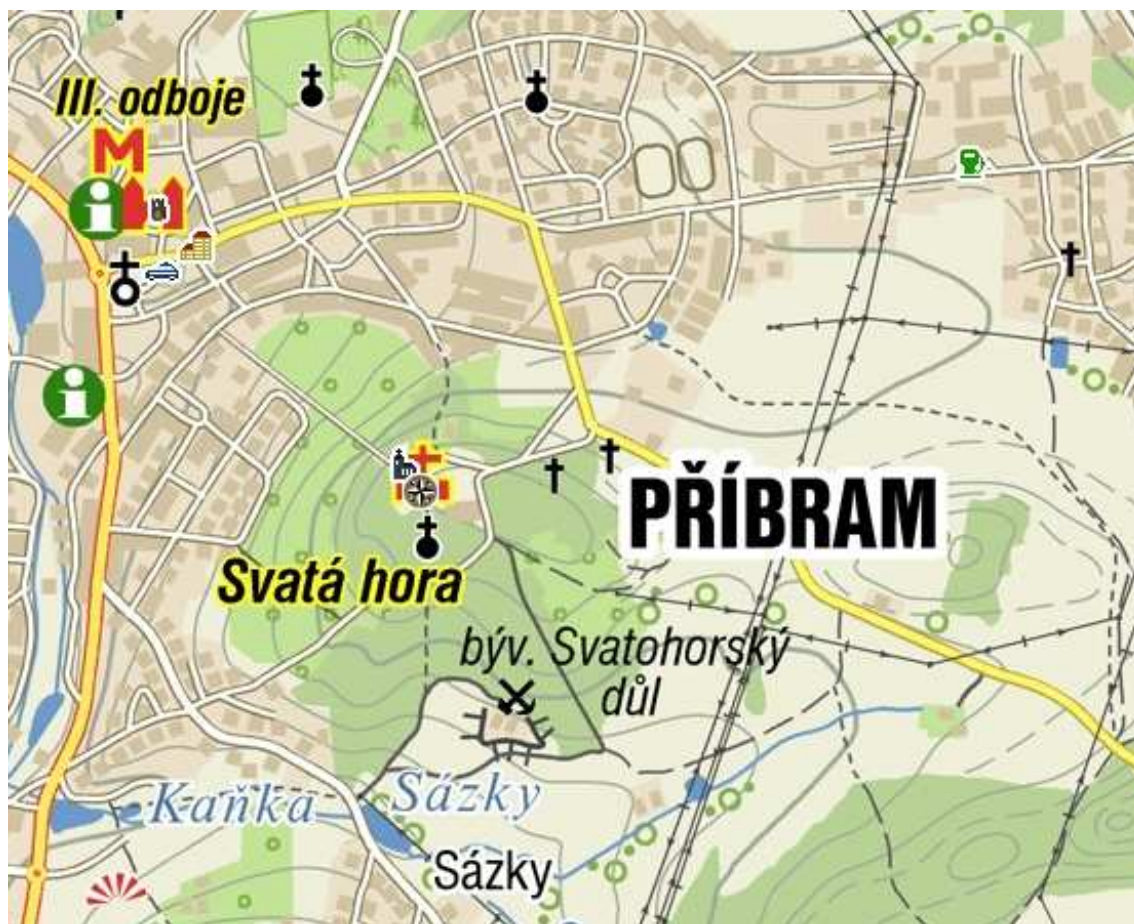 III. odboje
M
i
i
PŘÍBRAM
Svatá hora
býv. Svatohorský
důl
Kaňka
Sázky
Sázky